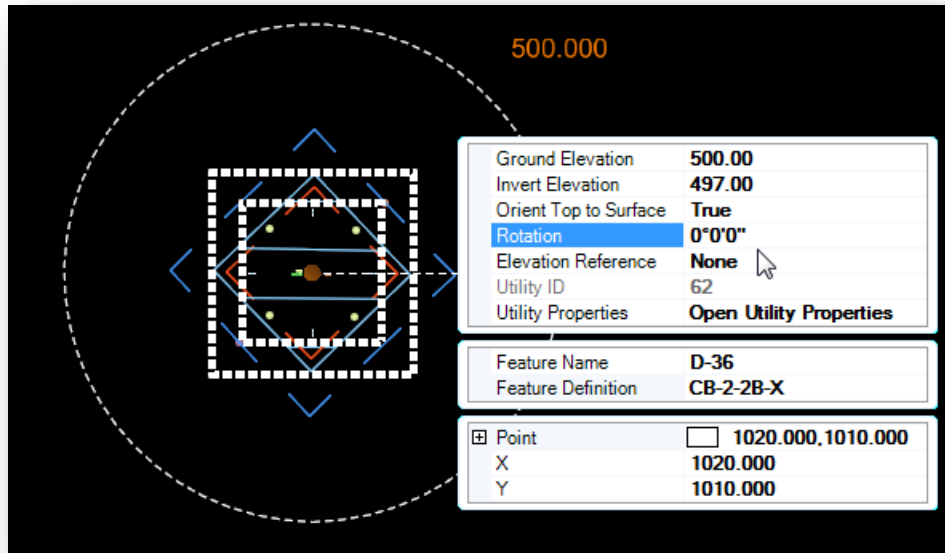 500.000
Ground Elevation 500.00
Invert Elevation 497.00
Orient Top to Surface True
Rotation 0°0'0"
Elevation Reference None
Utility ID 62
Utility Properties Open Utility Properties
Feature Name D-36
Feature Definition CB-2-2B-X
Point 1020.000,1010.000
X 1020.000
Y 1010.000